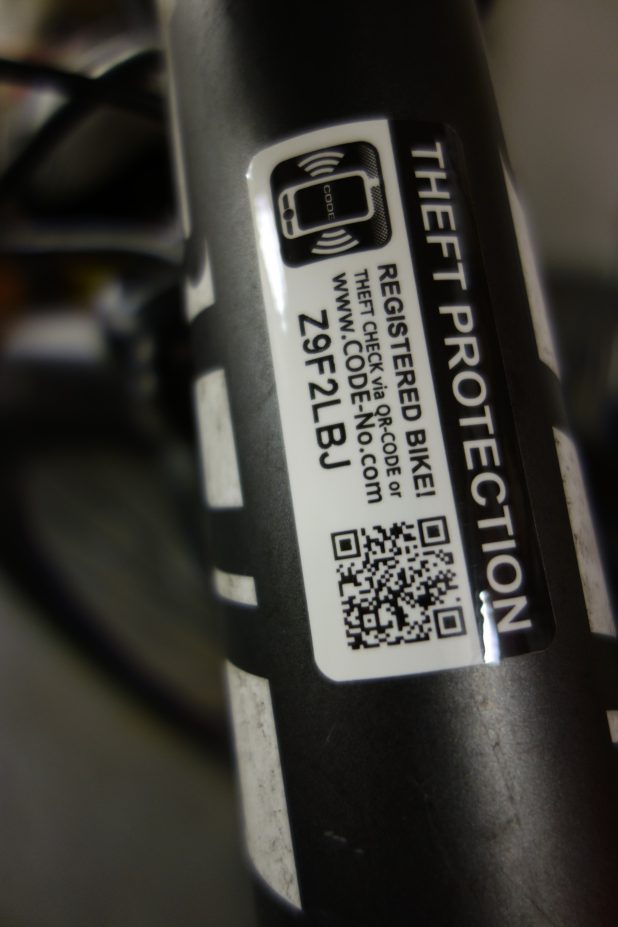 THEFT PROTECTION
CODE
REGISTERED BIKE!
THEFT CHECK via QR-CODE or
www.CODE-No.com
Z9F2LBJ